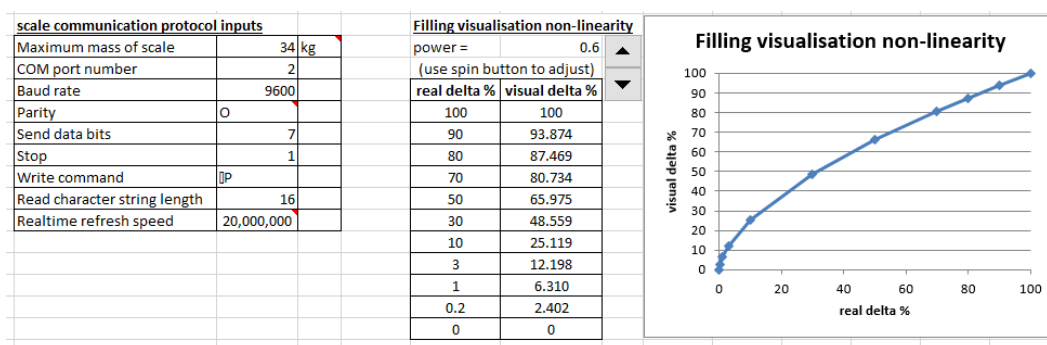 scale communication protocol inputs
Maximum mass of scale 34 kg
COM port number 2
Baud rate 9600
Parity O
Send data bits 7
Stop 1
Write command ▯P
Read character string length 16
Realtime refresh speed 20,000,000
Filling visualisation non-linearity
power = 0.6
(use spin button to adjust)
real delta % visual delta %
100 100
90 93.874
80 87.469
70 80.734
50 65.975
30 48.559
10 25.119
3 12.198
1 6.310
0.2 2.402
0 0
Filling visualisation non-linearity
visual delta %
100
90
80
70
60
50
40
30
20
10
0
0 20 40 60 80 100
real delta %